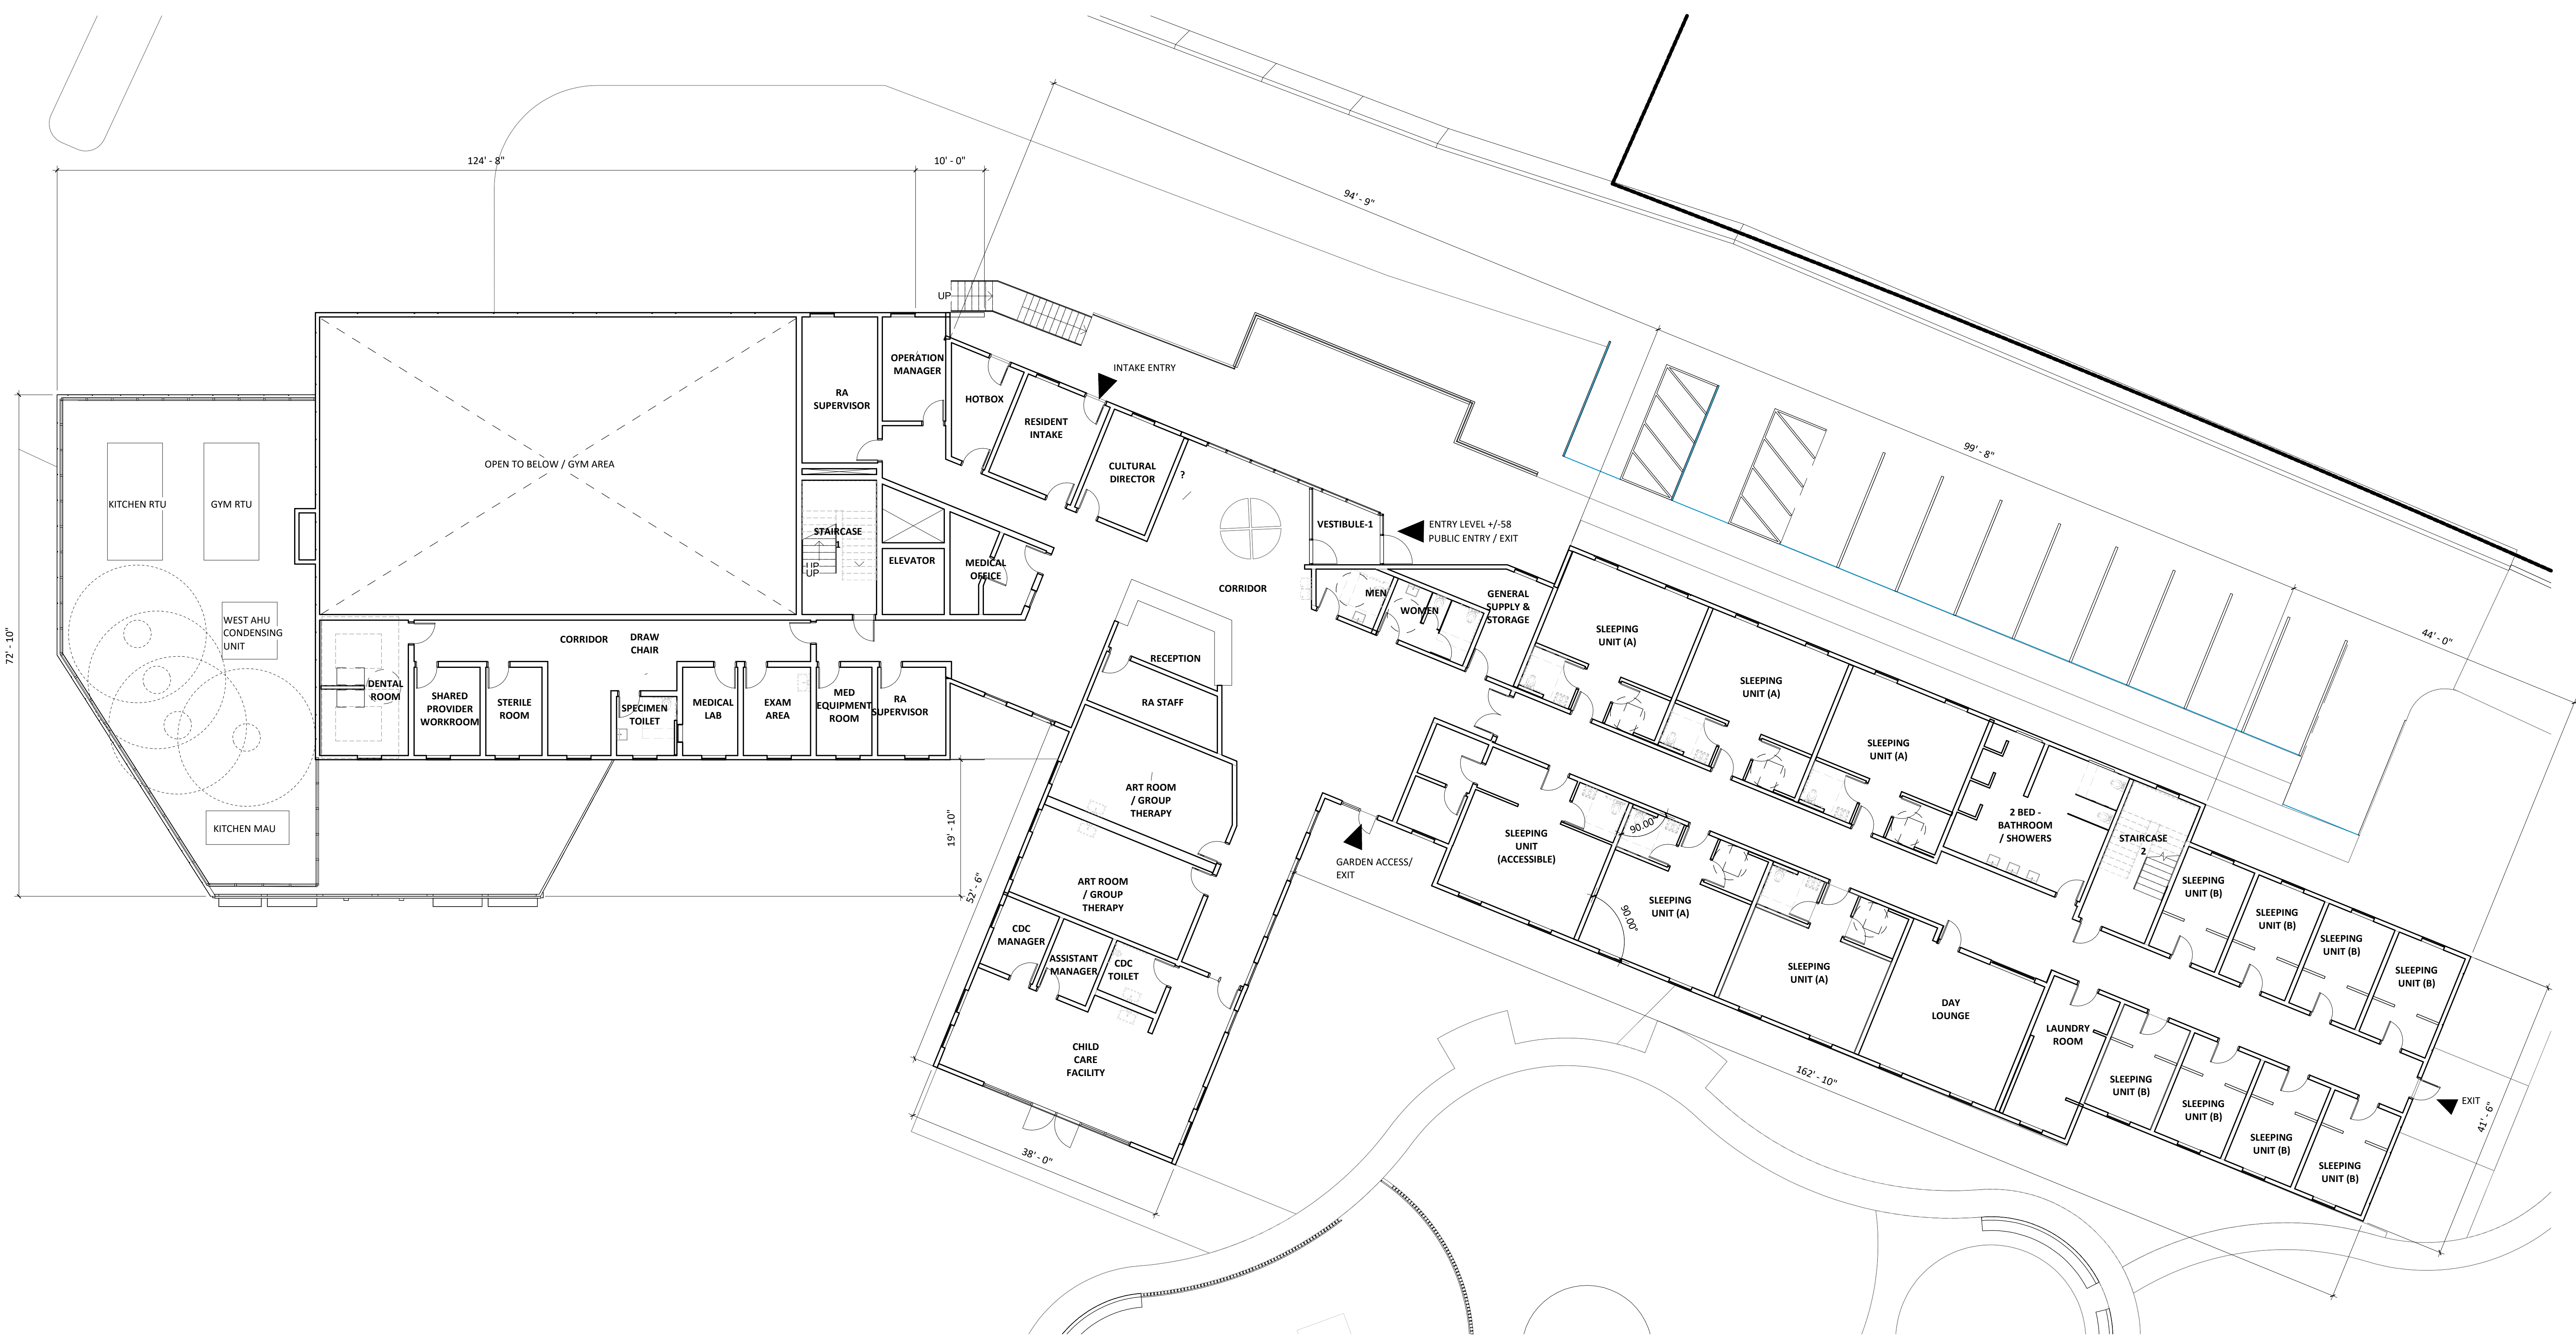 124' - 8"
10' - 0"
94' - 9"
99' - 8"
44' - 0"
72' - 10"
19' - 10"
52' - 6"
38' - 0"
162' - 10"
41' - 6"
UP
INTAKE ENTRY
OPERATION
MANAGER
RA
SUPERVISOR
HOTBOX
RESIDENT
INTAKE
CULTURAL
DIRECTOR
?
OPEN TO BELOW / GYM AREA
KITCHEN RTU
GYM RTU
STAIRCASE
1
UP
UP
ELEVATOR
MEDICAL
OFFICE
VESTIBULE-1
ENTRY LEVEL +/-58
PUBLIC ENTRY / EXIT
CORRIDOR
MEN
WOMEN
GENERAL
SUPPLY &
STORAGE
WEST AHU
CONDENSING
UNIT
KITCHEN MAU
CORRIDOR
DRAW
CHAIR
DENTAL
ROOM
SHARED
PROVIDER
WORKROOM
STERILE
ROOM
SPECIMEN
TOILET
MEDICAL
LAB
EXAM
AREA
MED
EQUIPMENT
ROOM
RA
SUPERVISOR
RECEPTION
RA STAFF
ART ROOM
/ GROUP
THERAPY
ART ROOM
/ GROUP
THERAPY
CDC
MANAGER
ASSISTANT
MANAGER
CDC
TOILET
CHILD
CARE
FACILITY
GARDEN ACCESS/
EXIT
SLEEPING
UNIT (A)
SLEEPING
UNIT (A)
SLEEPING
UNIT (A)
2 BED -
BATHROOM
/ SHOWERS
STAIRCASE
2
SLEEPING
UNIT
(ACCESSIBLE)
90.00°
90.00°
SLEEPING
UNIT (A)
SLEEPING
UNIT (A)
DAY
LOUNGE
LAUNDRY
ROOM
SLEEPING
UNIT (B)
SLEEPING
UNIT (B)
SLEEPING
UNIT (B)
SLEEPING
UNIT (B)
SLEEPING
UNIT (B)
SLEEPING
UNIT (B)
SLEEPING
UNIT (B)
SLEEPING
UNIT (B)
EXIT